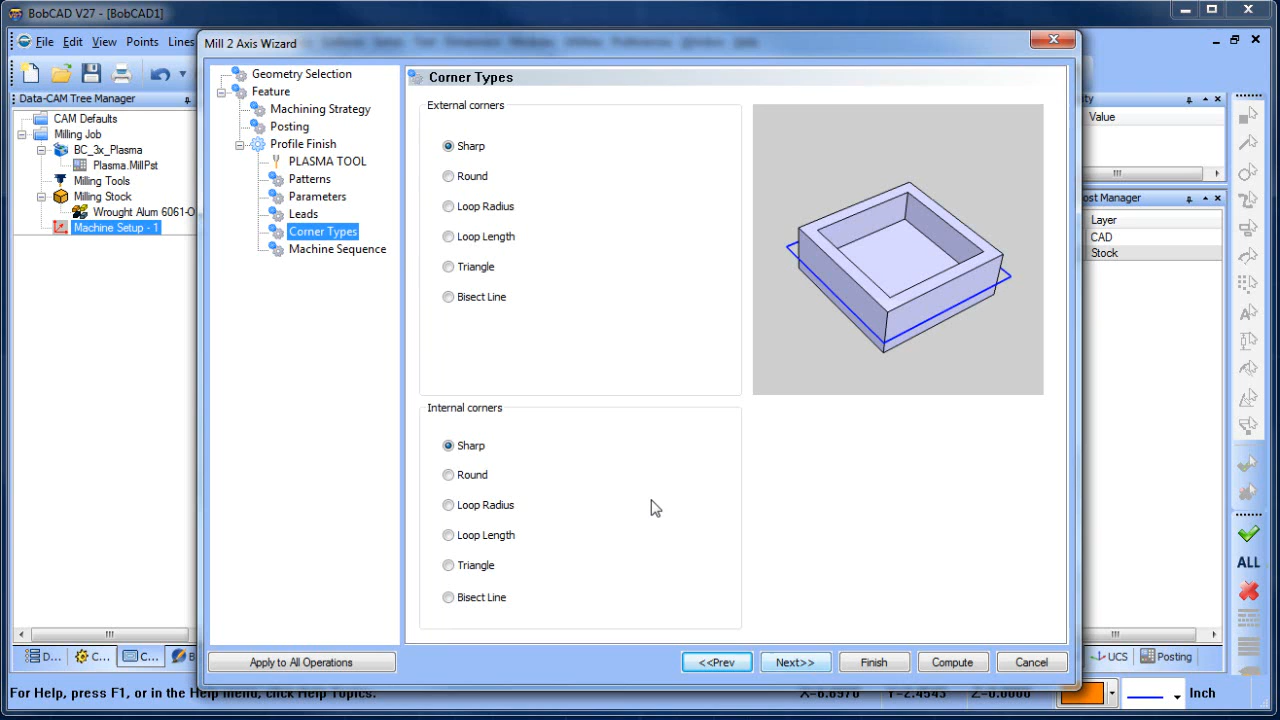 BobCAD V27 - [BobCAD1]
File Edit View Points Lines
Mill 2 Axis Wizard
Data-CAM Tree Manager
CAM Defaults
Milling Job
BC_3x_Plasma
Plasma.MillPst
Milling Tools
Milling Stock
Wrought Alum 6061-O
Machine Setup - 1
Geometry Selection
Feature
Machining Strategy
Posting
Profile Finish
PLASMA TOOL
Patterns
Parameters
Leads
Corner Types
Machine Sequence
Corner Types
External corners
Sharp
Round
Loop Radius
Loop Length
Triangle
Bisect Line
Internal corners
Sharp
Round
Loop Radius
Loop Length
Triangle
Bisect Line
Value
ost Manager
Layer
CAD
Stock
ALL
D... C... C... B
Apply to All Operations
<<Prev Next>> Finish Compute Cancel
UCS Posting
For Help, press F1, or in the Help menu, click Help Topics.
Inch